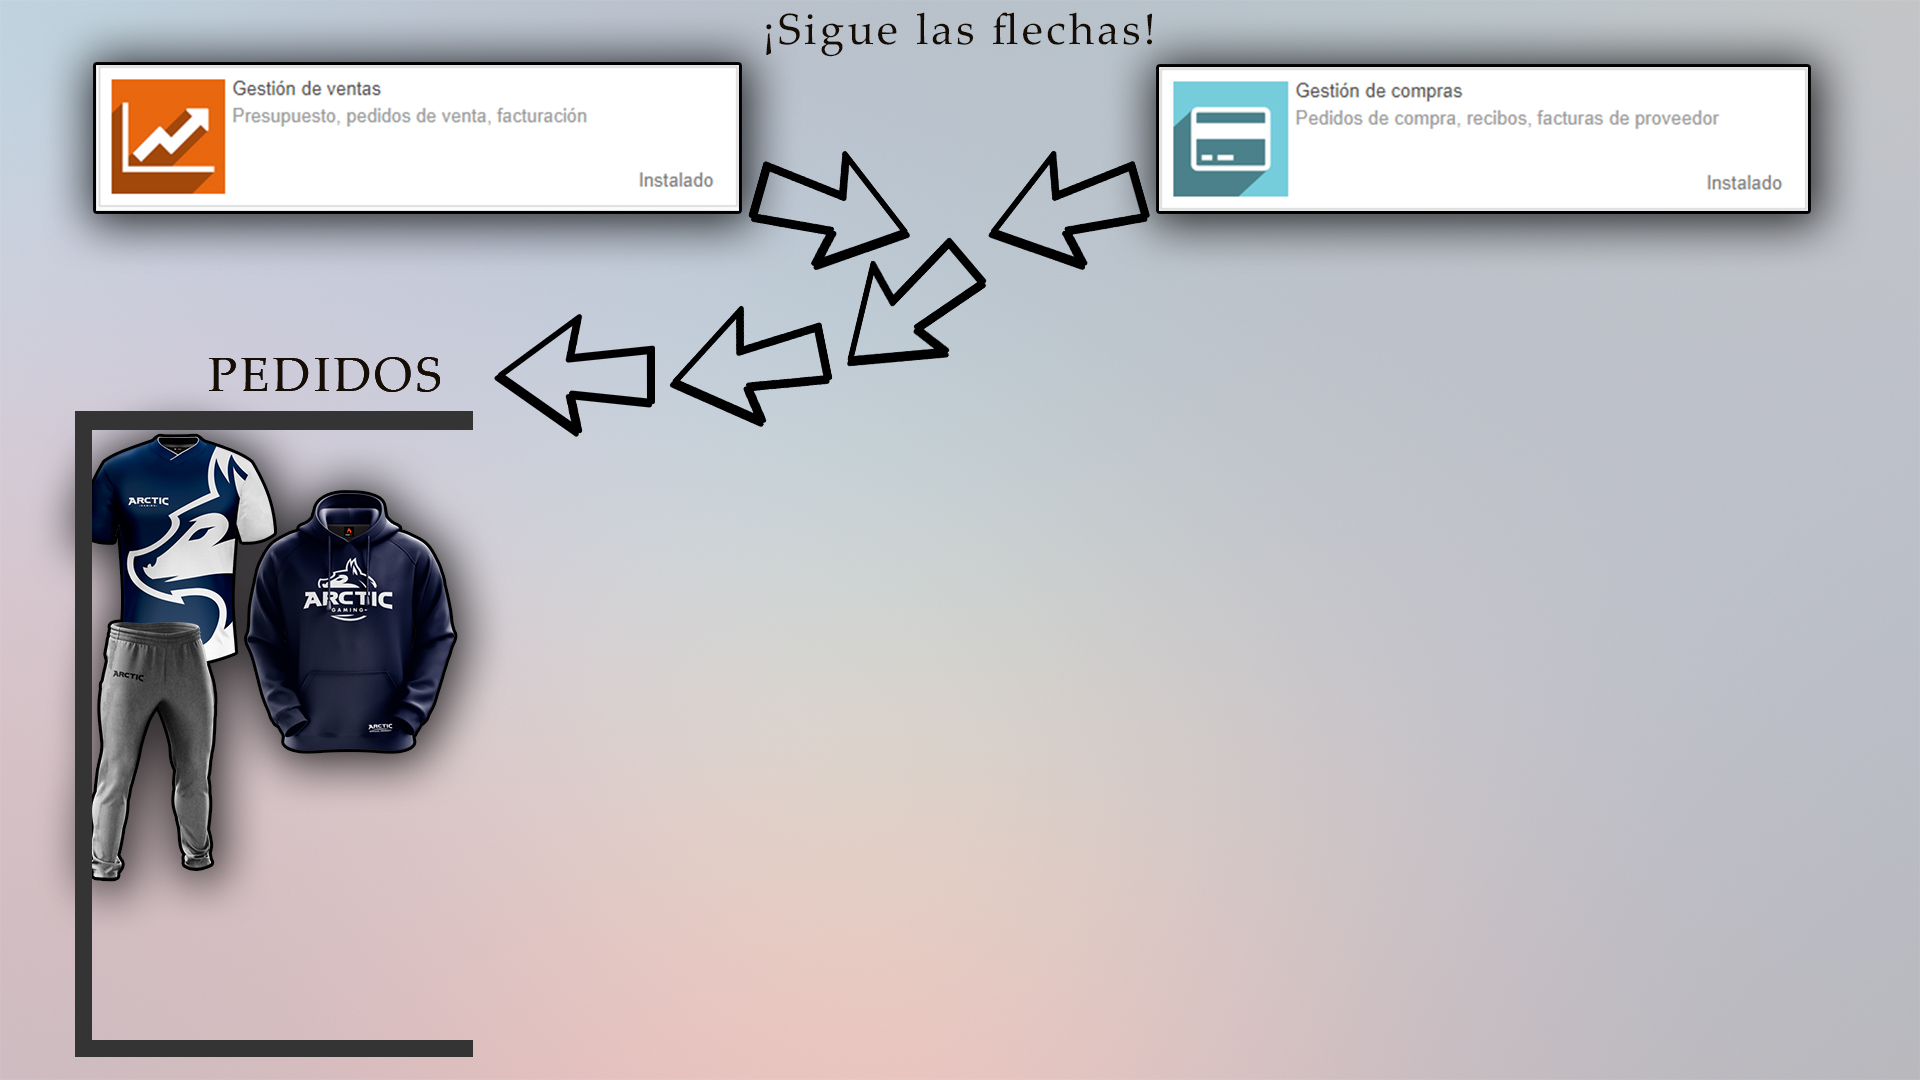 ¡Sigue las flechas!
Gestión de ventas
Presupuesto, pedidos de venta, facturación
Instalado
Gestión de compras
Pedidos de compra, recibos, facturas de proveedor
Instalado
PEDIDOS
ARCTIC
GAMING
ARCTIC
GAMING
ARCTIC
ARCTIC